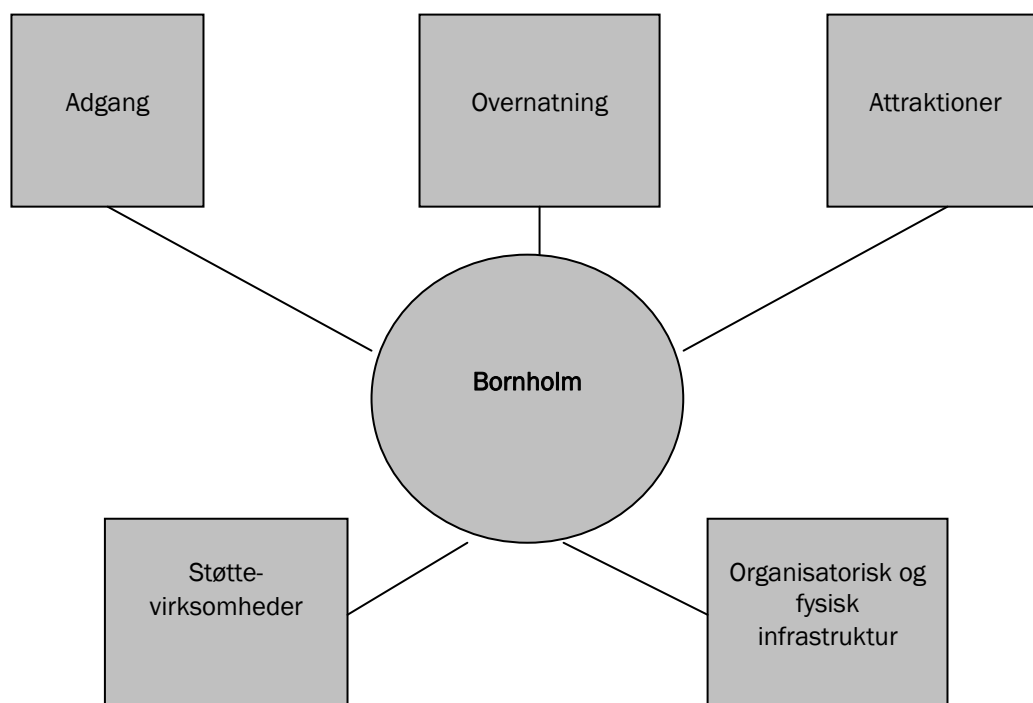 Adgang
Overnatning
Attraktioner
Bornholm
Støtte-
virksomheder
Organisatorisk og
fysisk
infrastruktur